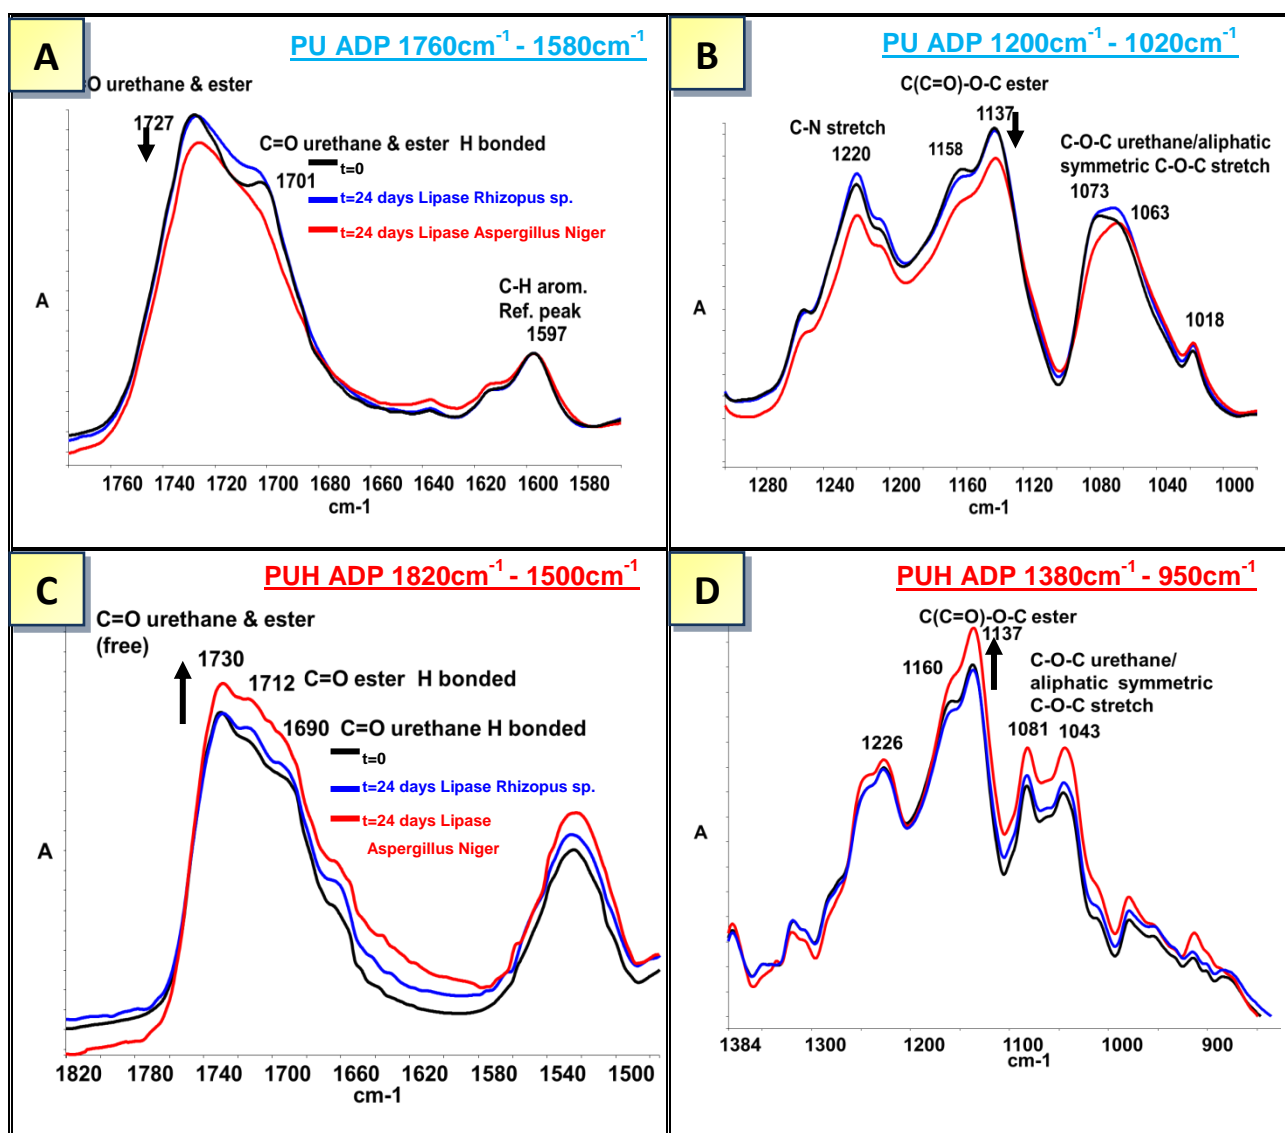 A
PU ADP 1760cm-1 - 1580cm-1
=O urethane & ester
1727
C=O urethane & ester H bonded
t=0
1701
t=24 days Lipase Rhizopus sp.
t=24 days Lipase Aspergillus Niger
C-H arom.
Ref. peak
1597
A
1760 1740 1720 1700 1680 1660 1640 1620 1600 1580
cm-1
B
PU ADP 1200cm-1 - 1020cm-1
C(C=O)-O-C ester
1137
C-N stretch
1220
1158
C-O-C urethane/aliphatic
symmetric C-O-C stretch
1073
1063
1018
A
1280 1240 1200 1160 1120 1080 1040 1000
cm-1
C
PUH ADP 1820cm-1 - 1500cm-1
C=O urethane & ester
(free)
1730
1712 C=O ester H bonded
1690 C=O urethane H bonded
t=0
t=24 days Lipase Rhizopus sp.
t=24 days Lipase
Aspergillus Niger
A
1820 1780 1740 1700 1660 1620 1580 1540 1500
cm-1
D
PUH ADP 1380cm-1 - 950cm-1
C(C=O)-O-C ester
1137
1160
C-O-C urethane/
aliphatic symmetric
C-O-C stretch
1226
1081
1043
A
1384 1300 1200 1100 1000 900
cm-1